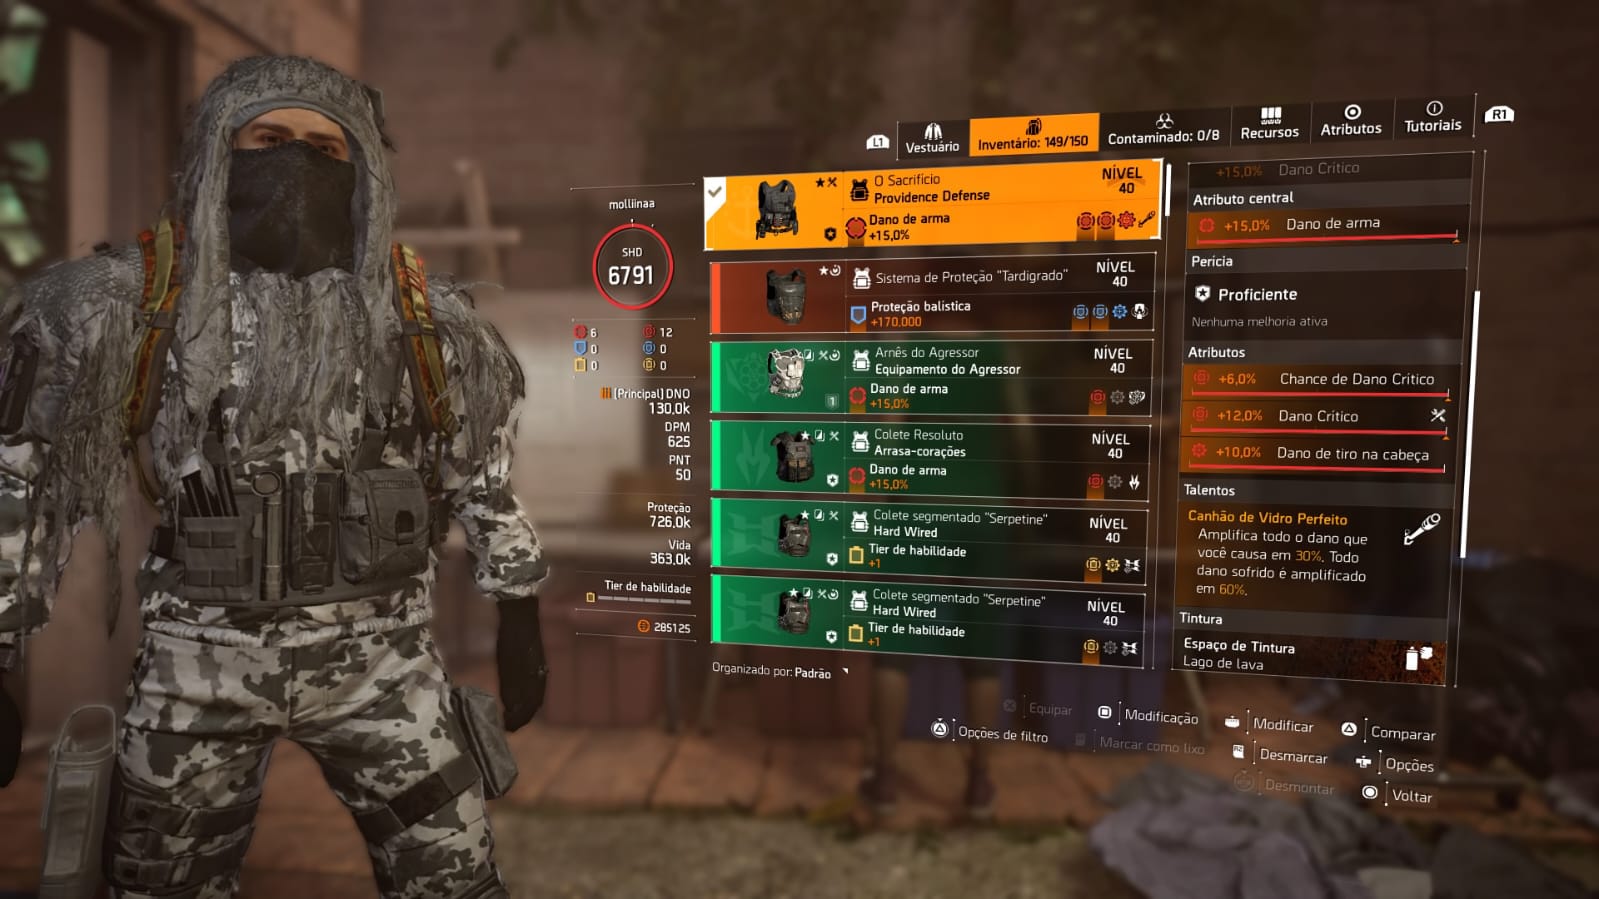 L1
Vestuário
Inventário: 149/150
Contaminado: 0/8
Recursos
Atributos
Tutoriais
R1
molliinaa
SHD
6791
6
12
0
0
0
0
[Principal] DNO
130,0k
DPM
625
PNT
50
Proteção
726,0k
Vida
363,0k
Tier de habilidade
285125
O Sacrifício
Providence Defense
NÍVEL
40
Dano de arma
+15,0%
Sistema de Proteção "Tardigrado"
NÍVEL
40
Proteção balística
+170.000
Arnês do Agressor
Equipamento do Agressor
NÍVEL
40
Dano de arma
+15,0%
1
Colete Resoluto
Arrasa-corações
NÍVEL
40
Dano de arma
+15,0%
Colete segmentado "Serpetine"
Hard Wired
NÍVEL
40
Tier de habilidade
+1
Colete segmentado "Serpetine"
Hard Wired
NÍVEL
40
Tier de habilidade
+1
Organizado por: Padrão
+15,0% Dano Crítico
Atributo central
+15,0% Dano de arma
Perícia
Proficiente
Nenhuma melhoria ativa
Atributos
+6,0% Chance de Dano Crítico
+12,0% Dano Crítico
+10,0% Dano de tiro na cabeça
Talentos
Canhão de Vidro Perfeito
Amplifica todo o dano que
você causa em 30%. Todo
dano sofrido é amplificado
em 60%.
Tintura
Espaço de Tintura
Lago de lava
Equipar
Modificação
Modificar
Comparar
Opções de filtro
Marcar como lixo
R2
Desmarcar
Opções
Desmontar
Voltar